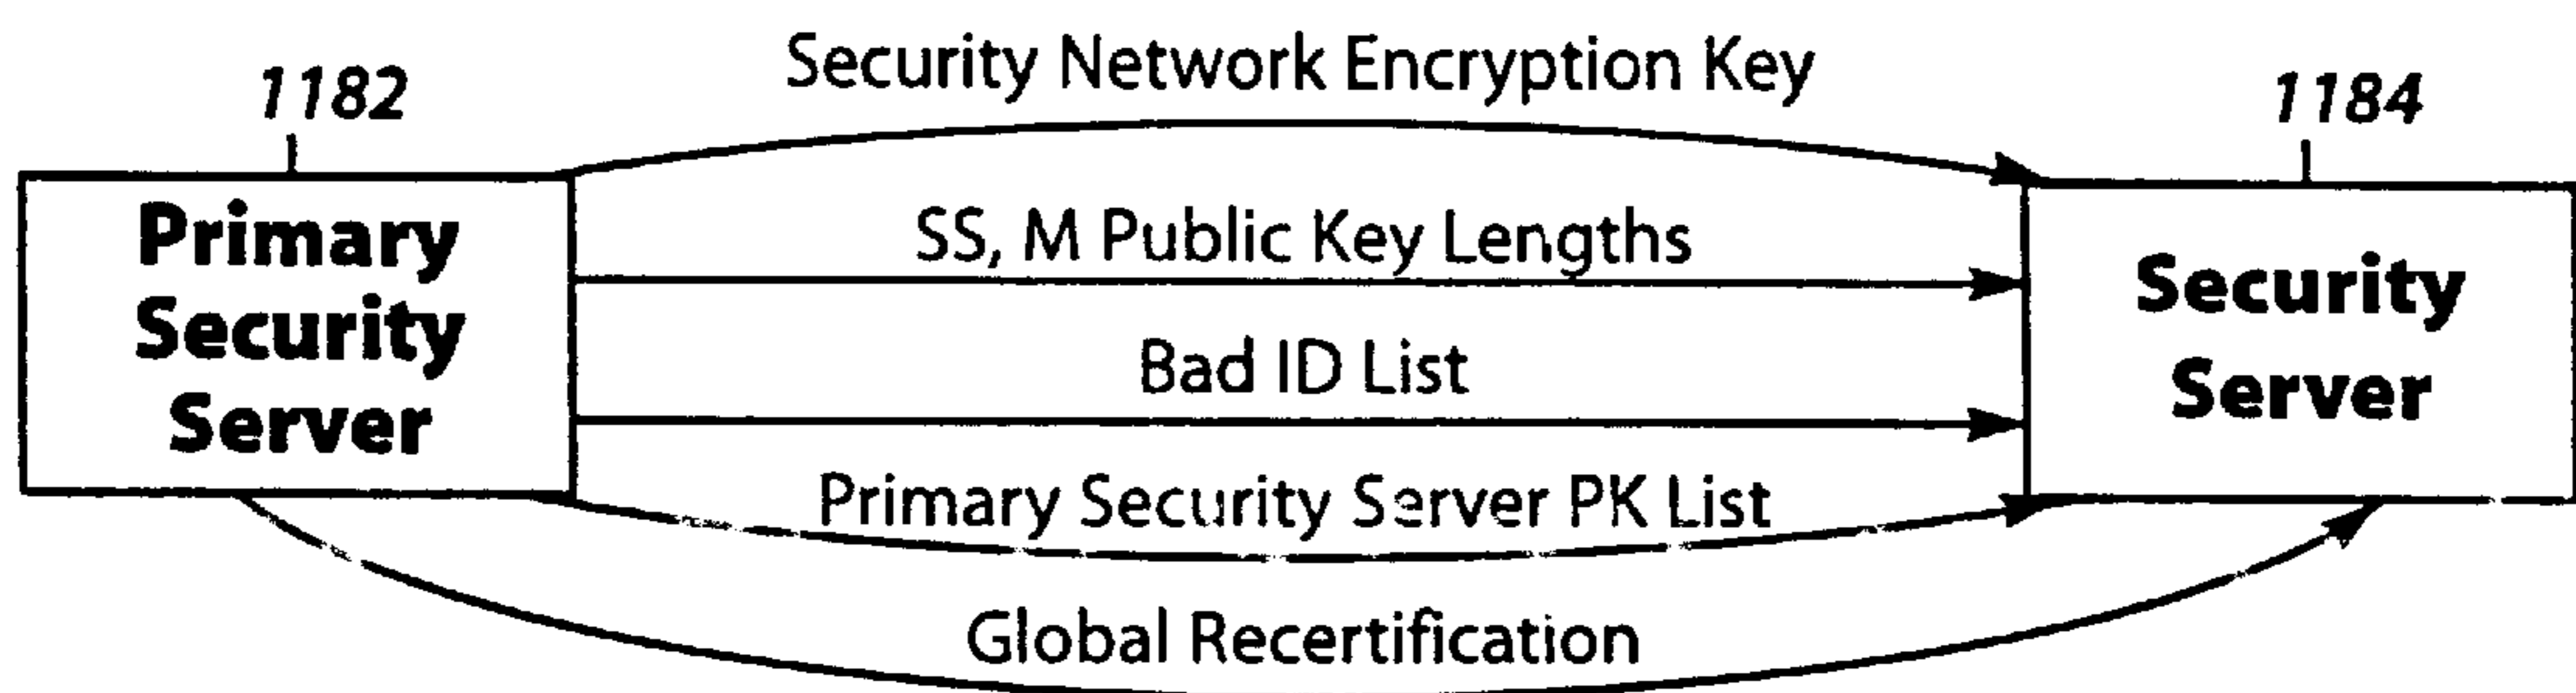 Security Network Encryption Key
1182
1184
Primary
Security
Server
SS, M Public Key Lengths
Bad ID List
Primary Security Server PK List
Global Recertification
Security
Server